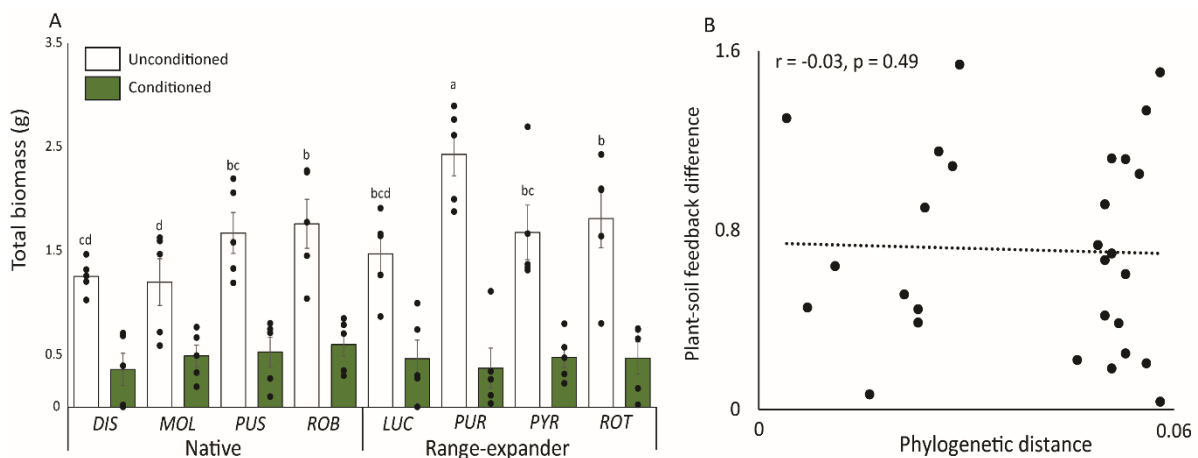 A
3.5
2.5
1.5
0.5
0
Total biomass (g)
Unconditioned
Conditioned
cd
d
bc
b
bcd
a
bc
b
DIS MOL PUS ROB LUC PUR PYR ROT
Native Range-expander
B
1.6
0.8
0
Plant-soil feedback difference
r = -0.03, p = 0.49
0 0.06
Phylogenetic distance